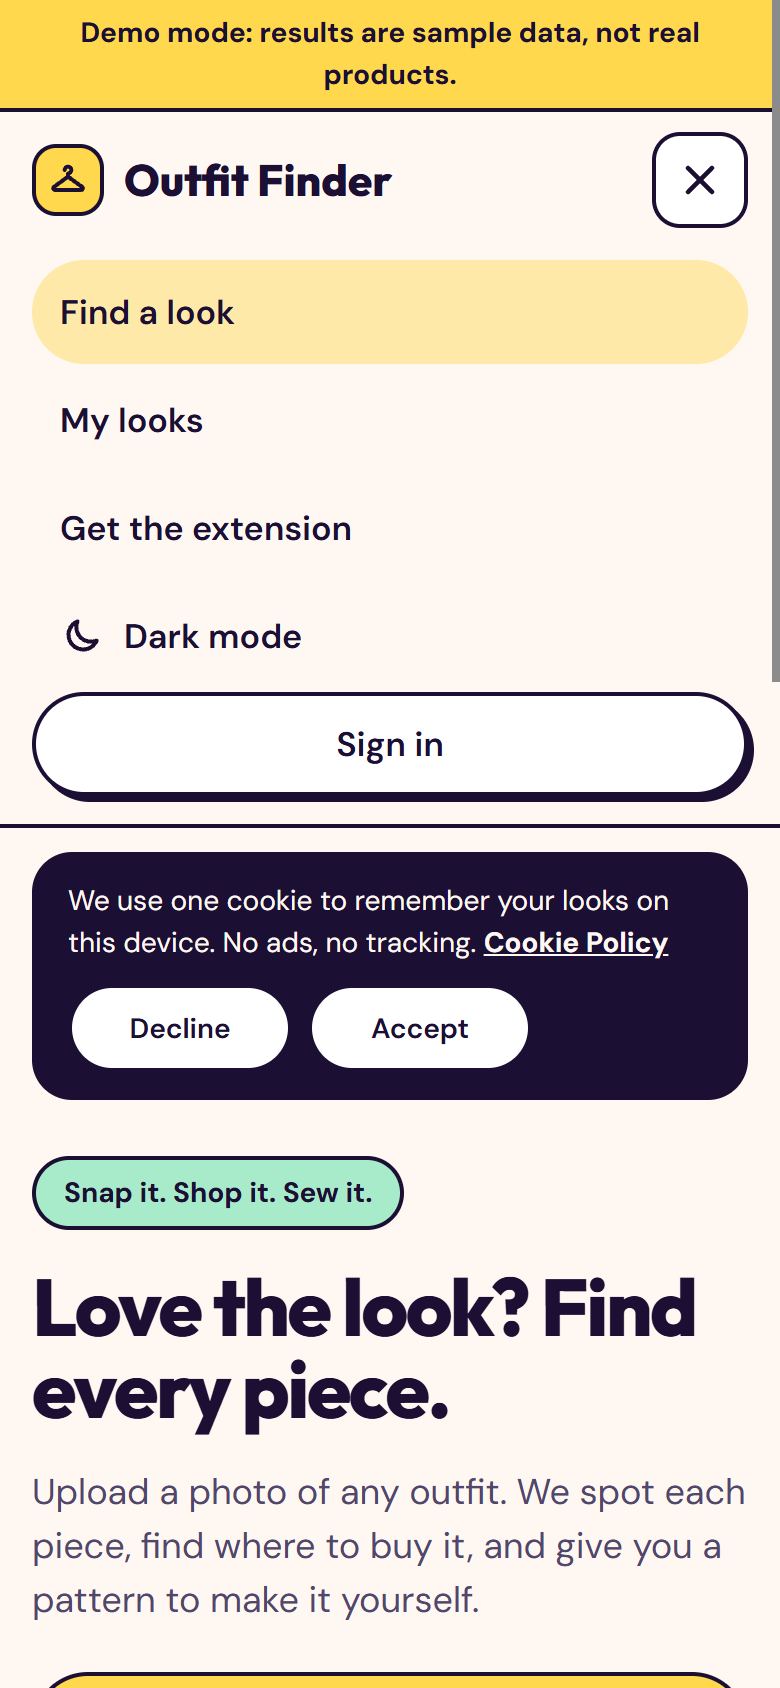 Demo mode: results are sample data, not real
products.
Outfit Finder
Find a look
My looks
Get the extension
Dark mode
Sign in
We use one cookie to remember your looks on
this device. No ads, no tracking. Cookie Policy
Decline
Accept
Snap it. Shop it. Sew it.
Love the look? Find
every piece.
Upload a photo of any outfit. We spot each
piece, find where to buy it, and give you a
pattern to make it yourself.